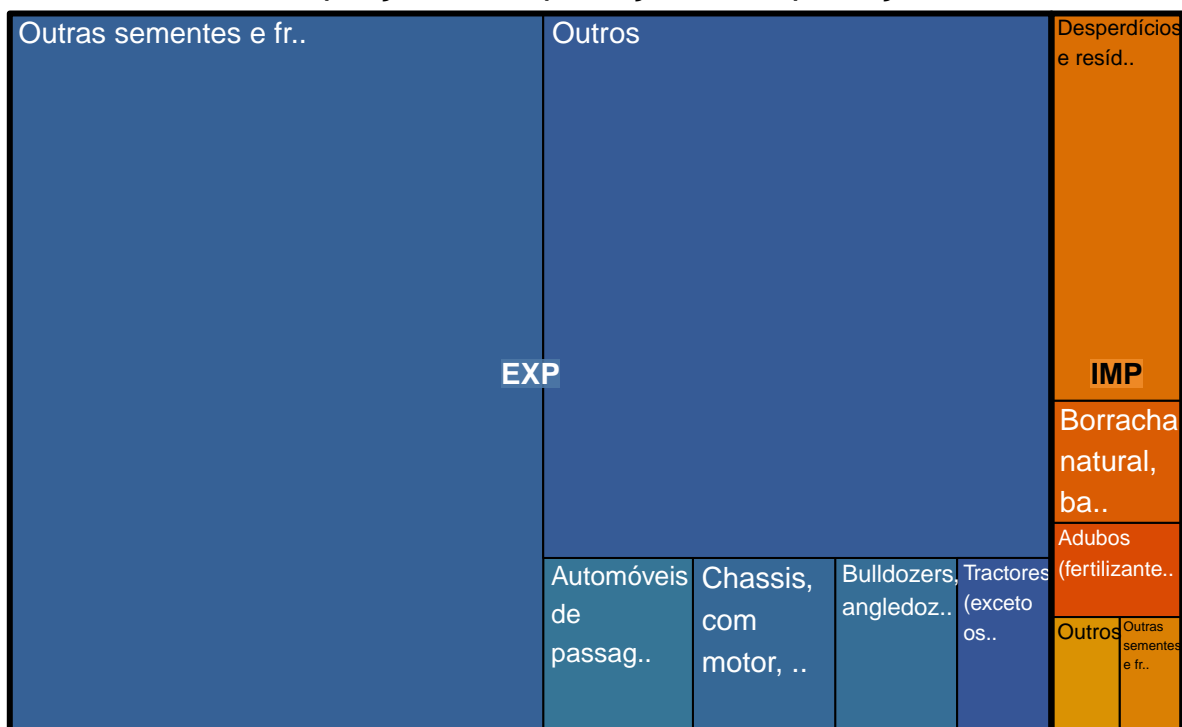 Outras sementes e fr..
Outros
Desperdícios
e resíd..
EXP
IMP
Borracha
natural,
ba..
Adubos
(fertilizante..
Automóveis
de
passag..
Chassis,
com
motor, ..
Bulldozers,
angledoz..
Tractores
(exceto
os..
Outros
Outras
sementes
e fr..